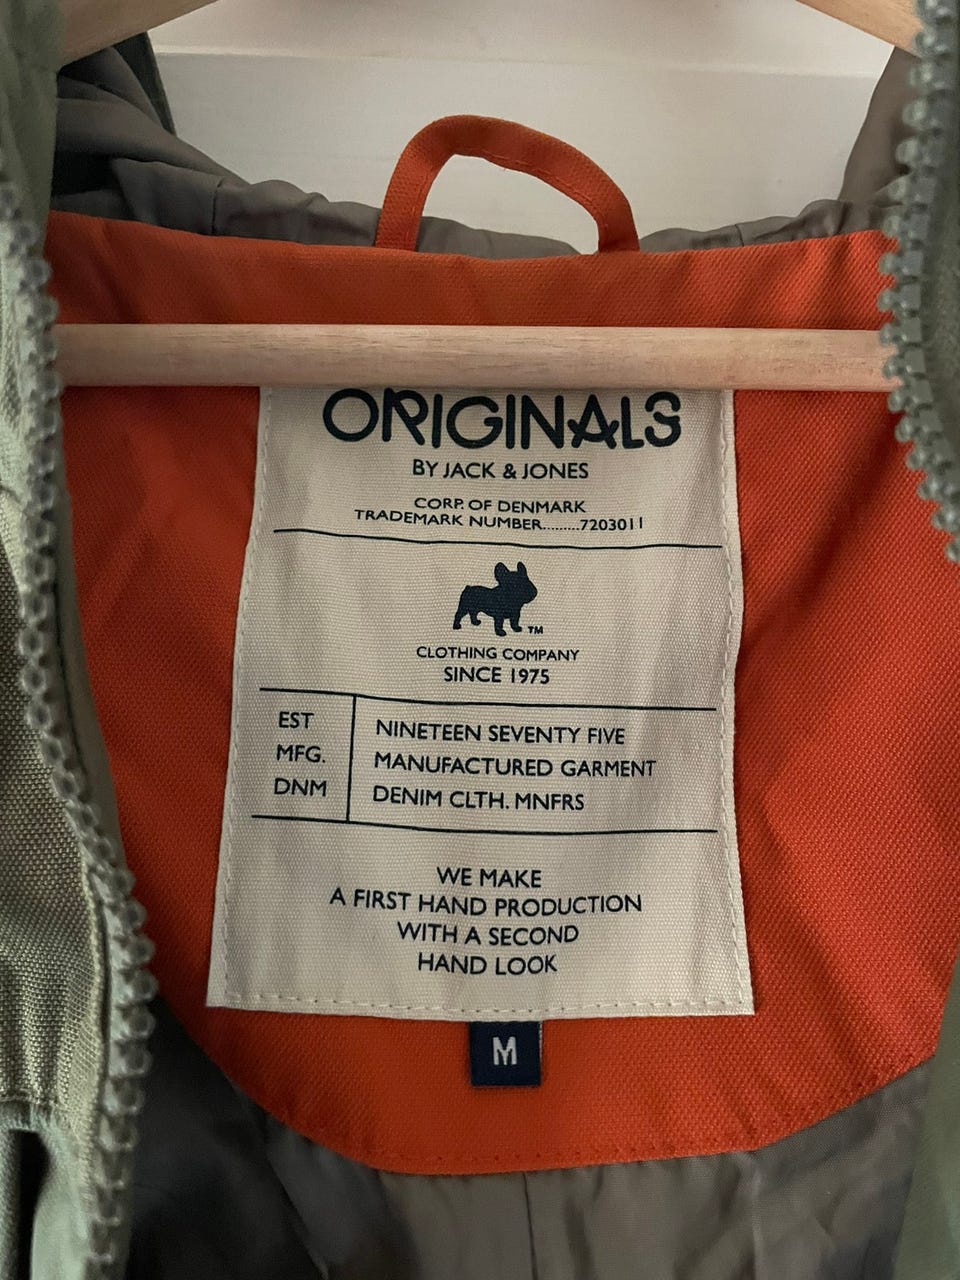 ORIGINALS
BY JACK & JONES
CORP. OF DENMARK
TRADEMARK NUMBER.........7203011
TM
CLOTHING COMPANY
SINCE 1975
EST NINETEEN SEVENTY FIVE
MFG. MANUFACTURED GARMENT
DNM DENIM CLTH. MNFRS
WE MAKE
A FIRST HAND PRODUCTION
WITH A SECOND
HAND LOOK
M